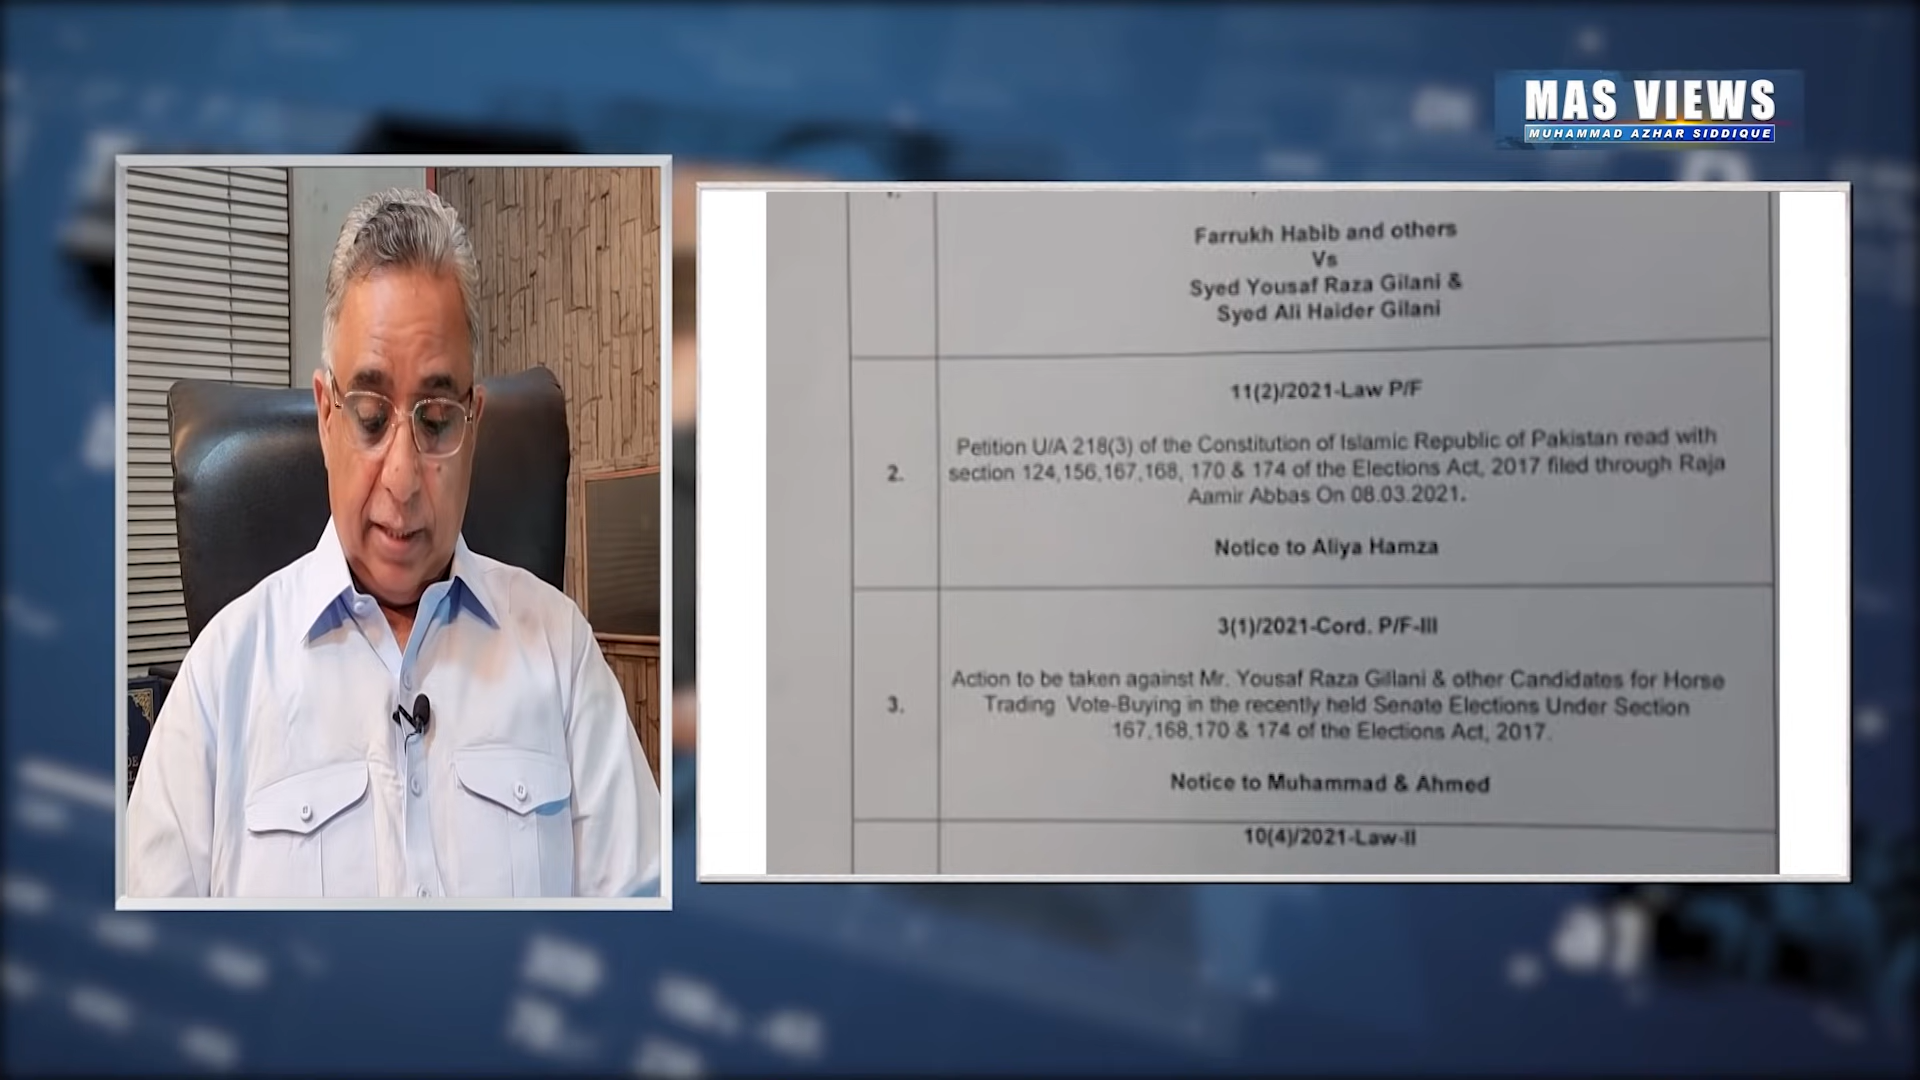 MAS VIEWS
MUHAMMAD AZHAR SIDDIQUE
Farrukh Habib and others
Vs
Syed Yousaf Raza Gilani &
Syed Ali Haider Gilani
11(2)/2021-Law P/F
2.
Petition U/A 218(3) of the Constitution of Islamic Republic of Pakistan read with
section 124,156,167,168, 170 & 174 of the Elections Act, 2017 filed through Raja
Aamir Abbas On 08.03.2021.
Notice to Aliya Hamza
3(1)/2021-Cord. P/F-III
3.
Action to be taken against Mr. Yousaf Raza Gillani & other Candidates for Horse
Trading Vote-Buying in the recently held Senate Elections Under Section
167,168,170 & 174 of the Elections Act, 2017.
Notice to Muhammad & Ahmed
10(4)/2021-Law-II